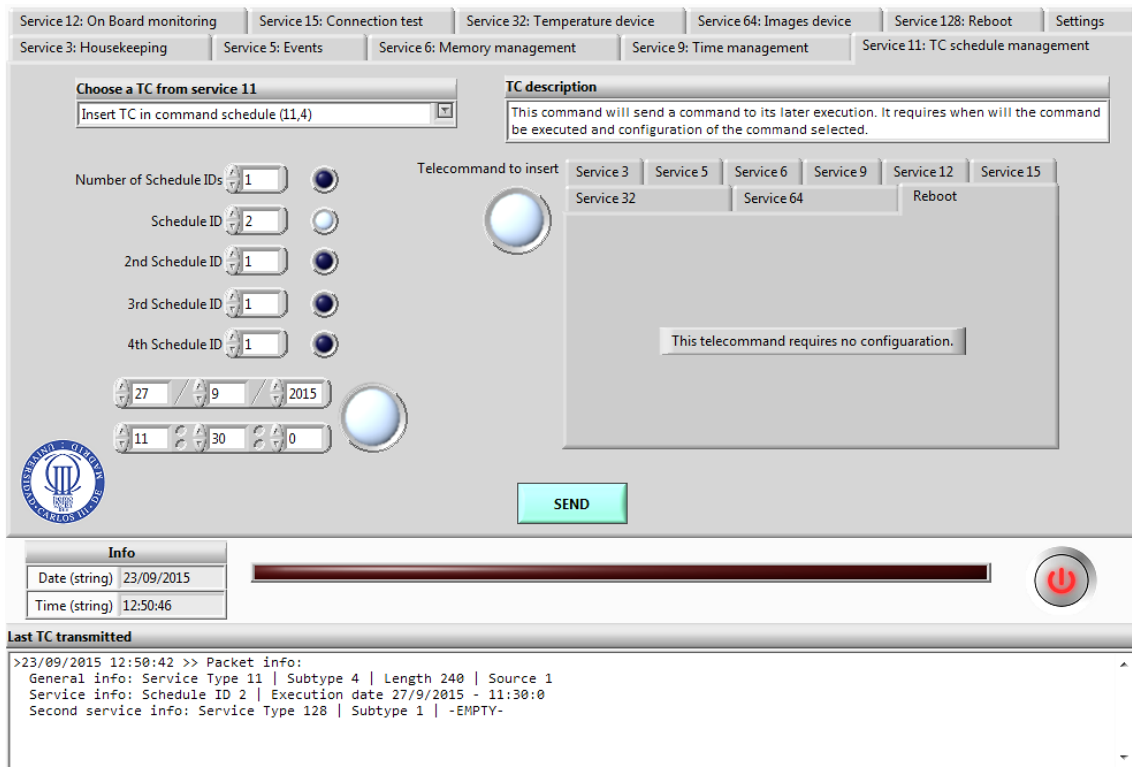 Service 12: On Board monitoring
Service 15: Connection test
Service 32: Temperature device
Service 64: Images device
Service 128: Reboot
Settings
Service 3: Housekeeping
Service 5: Events
Service 6: Memory management
Service 9: Time management
Service 11: TC schedule management
Choose a TC from service 11
Insert TC in command schedule (11,4)
TC description
This command will send a command to its later execution. It requires when will the command
be executed and configuration of the command selected.
Number of Schedule IDs 1
Schedule ID 2
2nd Schedule ID 1
3rd Schedule ID 1
4th Schedule ID 1
27 / 9 / 2015
11 : 30 : 0
Telecommand to insert
Service 3
Service 5
Service 6
Service 9
Service 12
Service 15
Service 32
Service 64
Reboot
This telecommand requires no configuaration.
UNIVERSIDAD · CARLOS III · DE MADRID
SEND
Info
Date (string) 23/09/2015
Time (string) 12:50:46
Last TC transmitted
>23/09/2015 12:50:42 >> Packet info:
General info: Service Type 11 | Subtype 4 | Length 240 | Source 1
Service info: Schedule ID 2 | Execution date 27/9/2015 - 11:30:0
Second service info: Service Type 128 | Subtype 1 | -EMPTY-